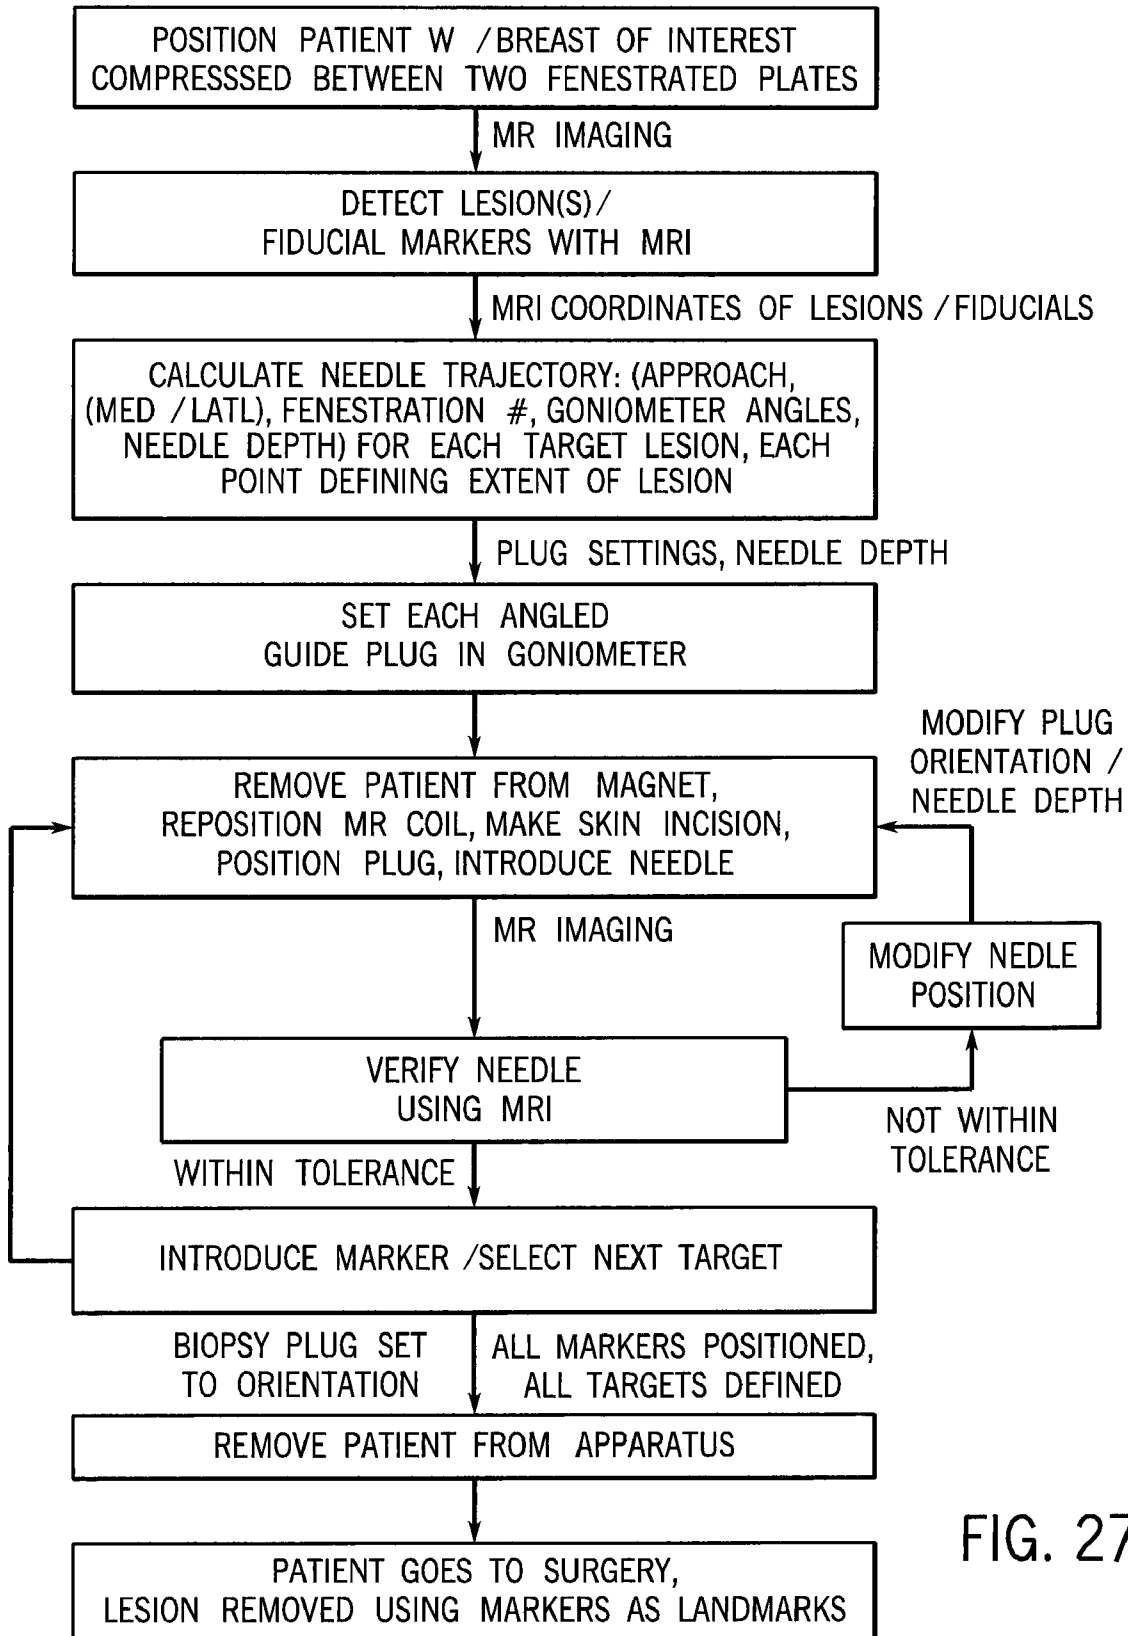 POSITION PATIENT W /BREAST OF INTEREST
COMPRESSSED BETWEEN TWO FENESTRATED PLATES
MR IMAGING
DETECT LESION(S)/
FIDUCIAL MARKERS WITH MRI
MRI COORDINATES OF LESIONS /FIDUCIALS
CALCULATE NEEDLE TRAJECTORY: (APPROACH,
(MED /LATL), FENESTRATION #, GONIOMETER ANGLES,
NEEDLE DEPTH) FOR EACH TARGET LESION, EACH
POINT DEFINING EXTENT OF LESION
PLUG SETTINGS, NEEDLE DEPTH
SET EACH ANGLED
GUIDE PLUG IN GONIOMETER
REMOVE PATIENT FROM MAGNET,
REPOSITION MR COIL, MAKE SKIN INCISION,
POSITION PLUG, INTRODUCE NEEDLE
MODIFY PLUG
ORIENTATION /
NEEDLE DEPTH
MR IMAGING
MODIFY NEDLE
POSITION
VERIFY NEEDLE
USING MRI
NOT WITHIN
TOLERANCE
WITHIN TOLERANCE
INTRODUCE MARKER /SELECT NEXT TARGET
BIOPSY PLUG SET
TO ORIENTATION
ALL MARKERS POSITIONED,
ALL TARGETS DEFINED
REMOVE PATIENT FROM APPARATUS
PATIENT GOES TO SURGERY,
LESION REMOVED USING MARKERS AS LANDMARKS
FIG. 27